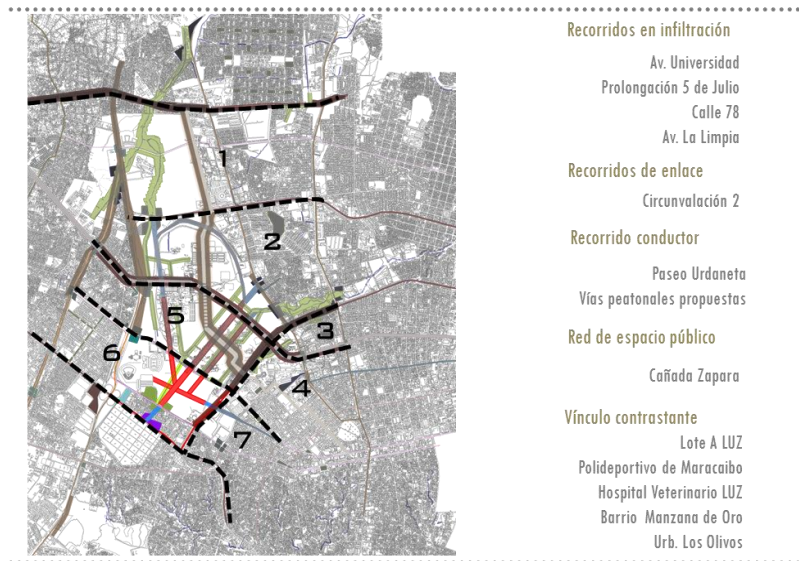 Recorridos en infiltración
Av. Universidad
Prolongación 5 de Julio
Calle 78
Av. La Limpia
Recorridos de enlace
Circunvalación 2
Recorrido conductor
Paseo Urdaneta
Vías peatonales propuestas
Red de espacio público
Cañada Zapara
Vínculo contrastante
Lote A LUZ
Polideportivo de Maracaibo
Hospital Veterinario LUZ
Barrio Manzana de Oro
Urb. Los Olivos
1
2
3
4
5
6
7